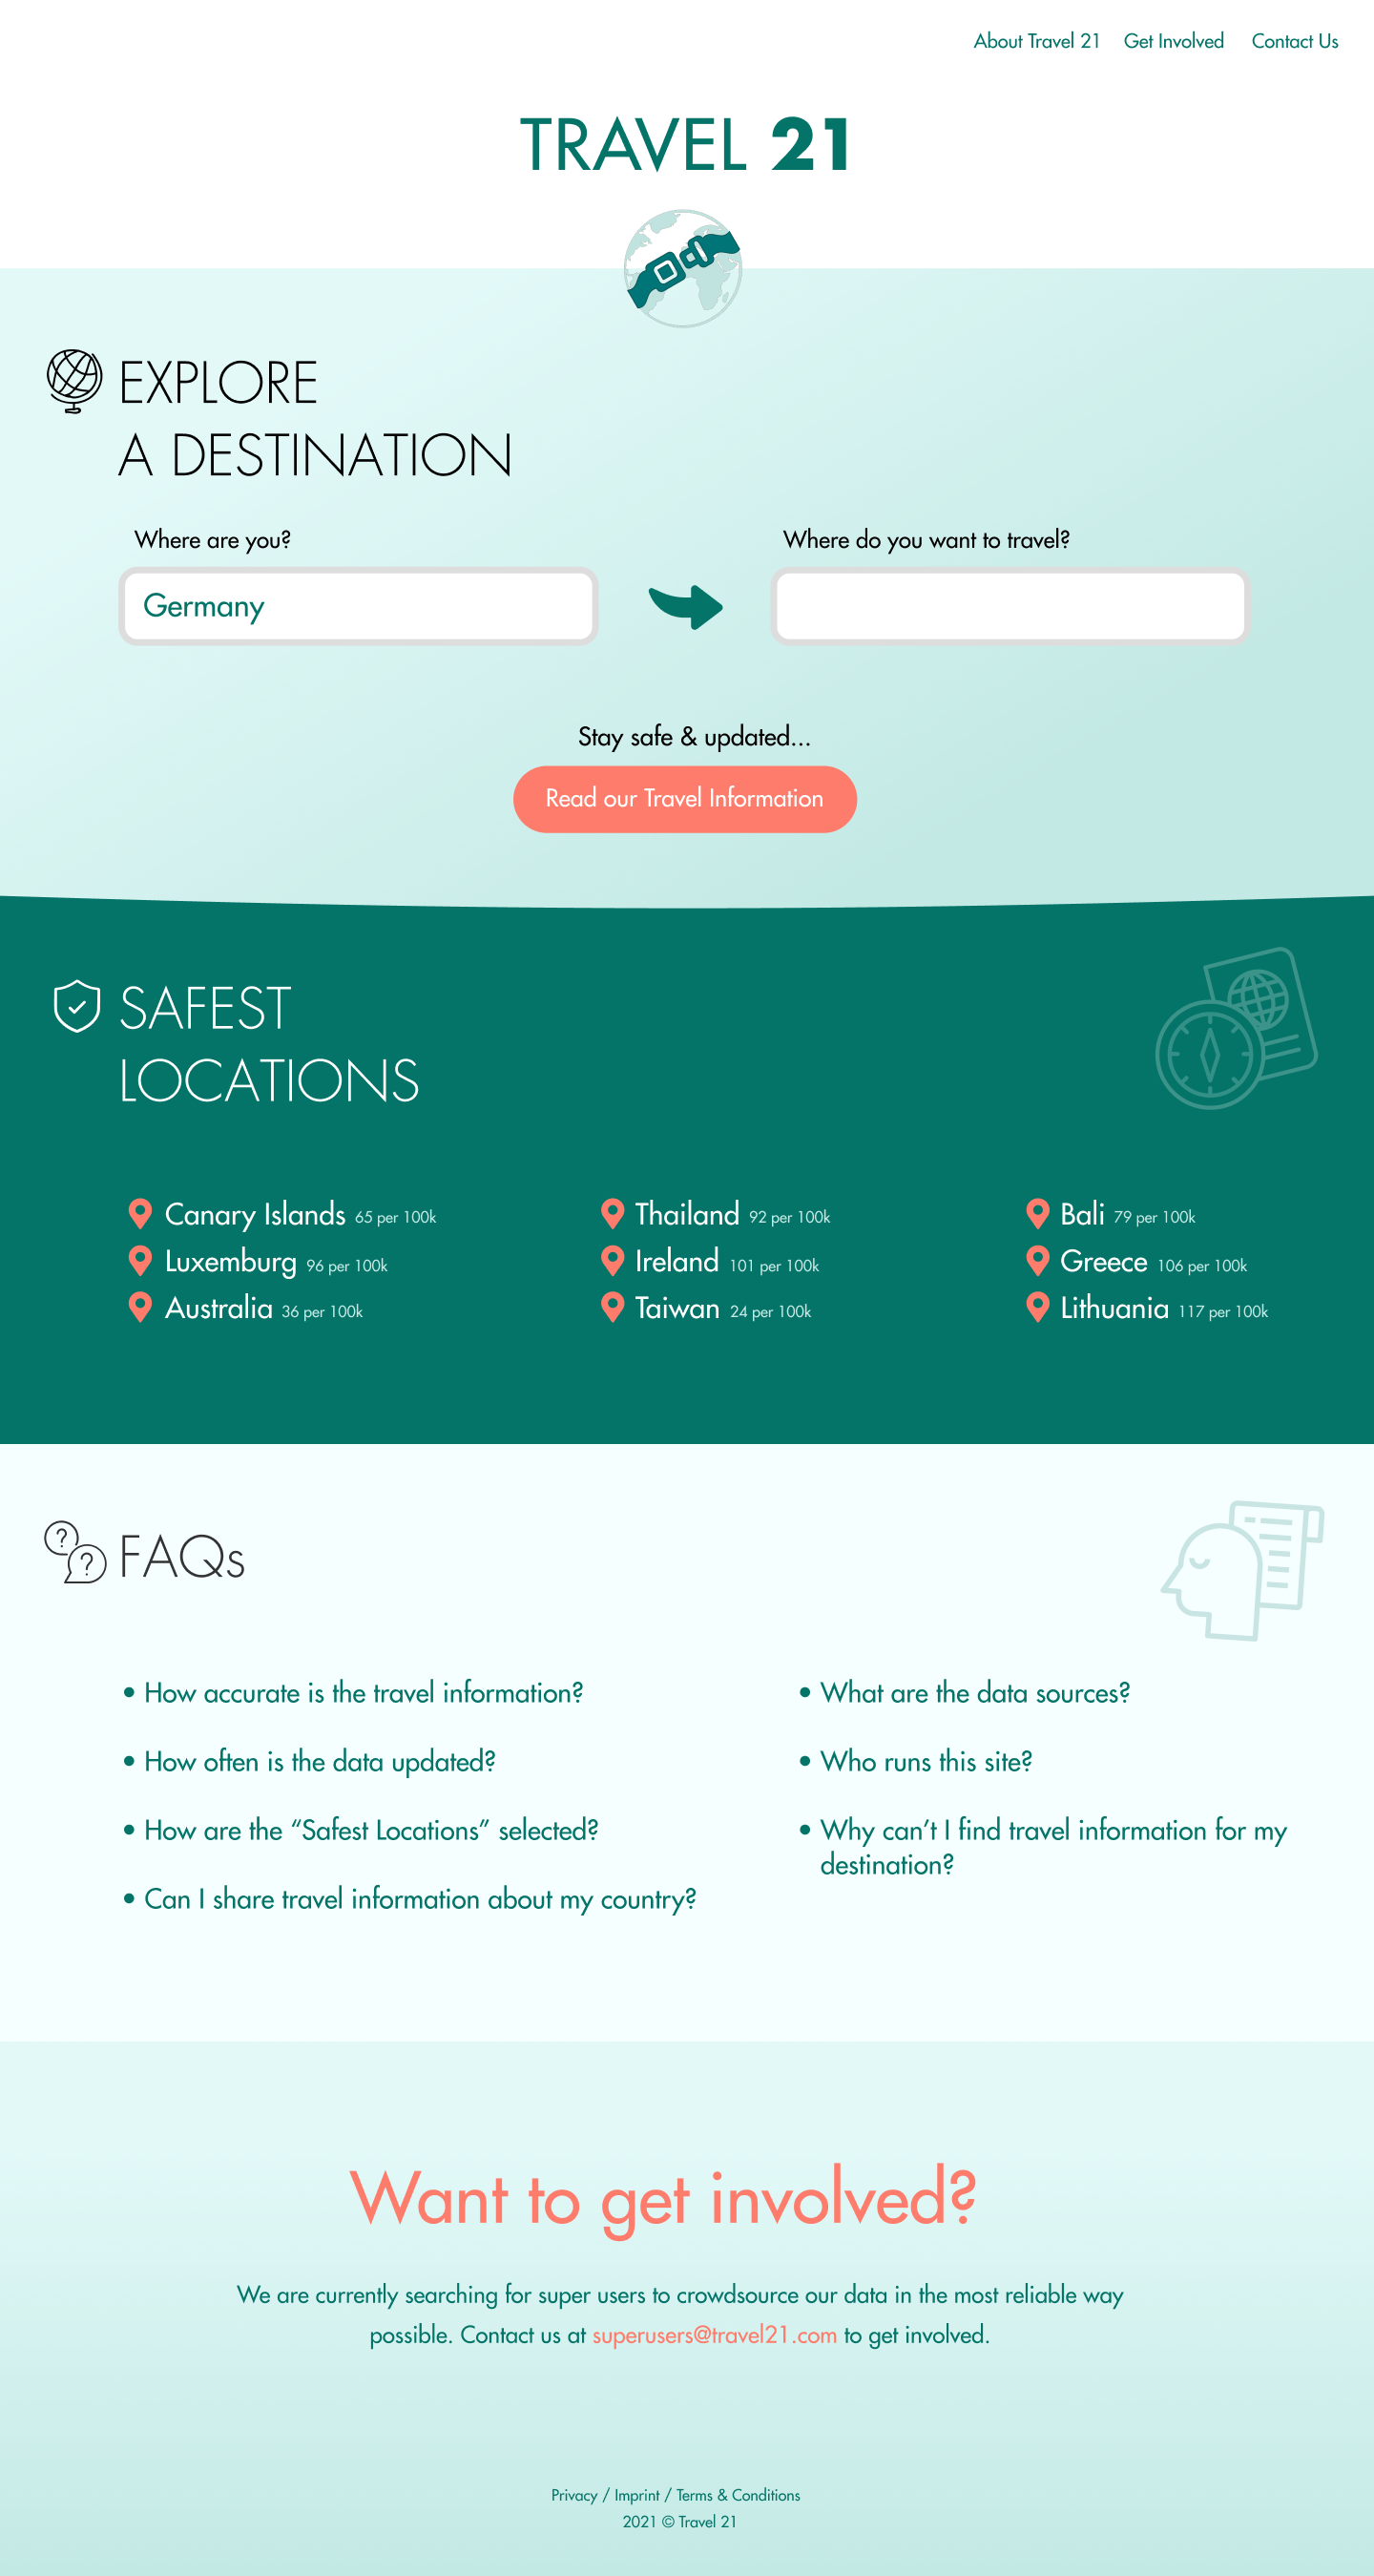 About Travel 21 Get Involved Contact Us
TRAVEL 21
EXPLORE
A DESTINATION
Where are you?
Where do you want to travel?
Germany
Stay safe & updated...
Read our Travel Information
SAFEST
LOCATIONS
Canary Islands 65 per 100k
Thailand 92 per 100k
Bali 79 per 100k
Luxemburg 96 per 100k
Ireland 101 per 100k
Greece 106 per 100k
Australia 36 per 100k
Taiwan 24 per 100k
Lithuania 117 per 100k
? ? FAQs
• How accurate is the travel information?
• How often is the data updated?
• How are the “Safest Locations” selected?
• Can I share travel information about my country?
• What are the data sources?
• Who runs this site?
• Why can’t I find travel information for my
destination?
Want to get involved?
We are currently searching for super users to crowdsource our data in the most reliable way
possible. Contact us at superusers@travel21.com to get involved.
Privacy / Imprint / Terms & Conditions
2021 © Travel 21